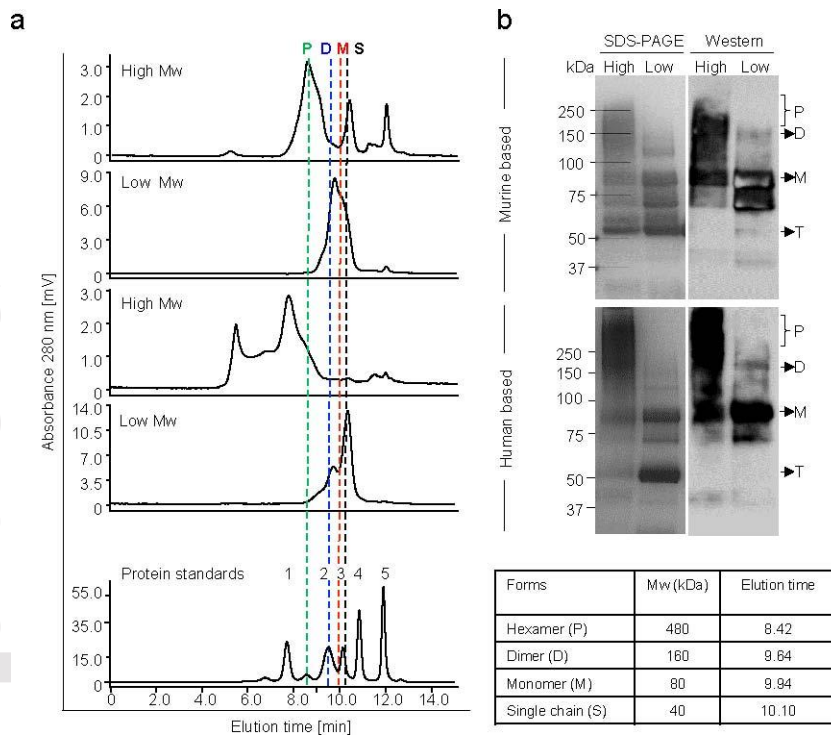 a
P D M S
High Mw
3.0
2.0
1.0
0
Low Mw
9.0
6.0
3.0
0
High Mw
3.0
2.0
1.0
0
Low Mw
14.0
10.5
7.0
3.5
0
Protein standards 1 2 3 4 5
55.0
35.0
15.0
0
0 2.0 4.0 6.0 8.0 10.0 12.0 14.0
Elution time [min]
Absorbance 280 nm [mV]
b
SDS-PAGE Western
kDa High Low High Low
Murine based
250
150
100
75
50
37
P
D
M
T
Human based
250
150
100
75
50
37
P
D
M
T
Forms Mw (kDa) Elution time
Hexamer (P) 480 8.42
Dimer (D) 160 9.64
Monomer (M) 80 9.94
Single chain (S) 40 10.10